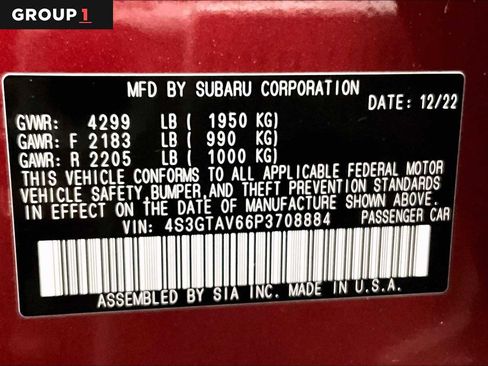 GROUP 1
MFD BY SUBARU CORPORATION
DATE: 12/22
GVWR: 4299 LB ( 1950 KG)
GAWR: F 2183 LB ( 990 KG)
GAWR: R 2205 LB ( 1000 KG)
THIS VEHICLE CONFORMS TO ALL APPLICABLE FEDERAL MOTOR
VEHICLE SAFETY,BUMPER,AND THEFT PREVENTION STANDARDS
IN EFFECT ON THE DATE OF MANUFACTURE SHOWN ABOVE.
VIN: 4S3GTAV66P3708884 PASSENGER CAR
ASSEMBLED BY SIA INC. MADE IN U.S.A.